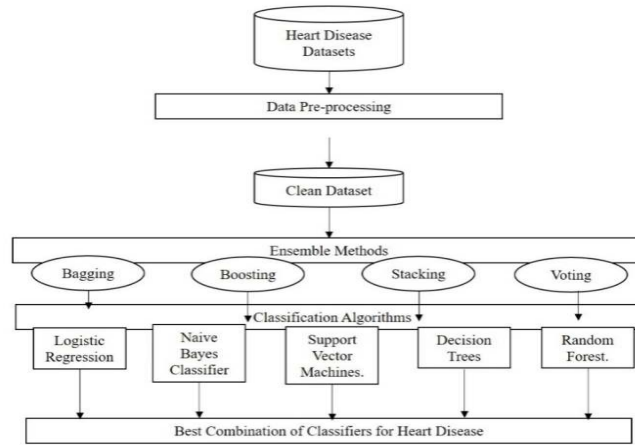 Heart Disease
Datasets
Data Pre-processing
Clean Dataset
Ensemble Methods
Bagging
Boosting
Stacking
Voting
Classification Algorithms
Logistic
Regression
Naive
Bayes
Classifier
Support
Vector
Machines.
Decision
Trees
Random
Forest.
Best Combination of Classifiers for Heart Disease